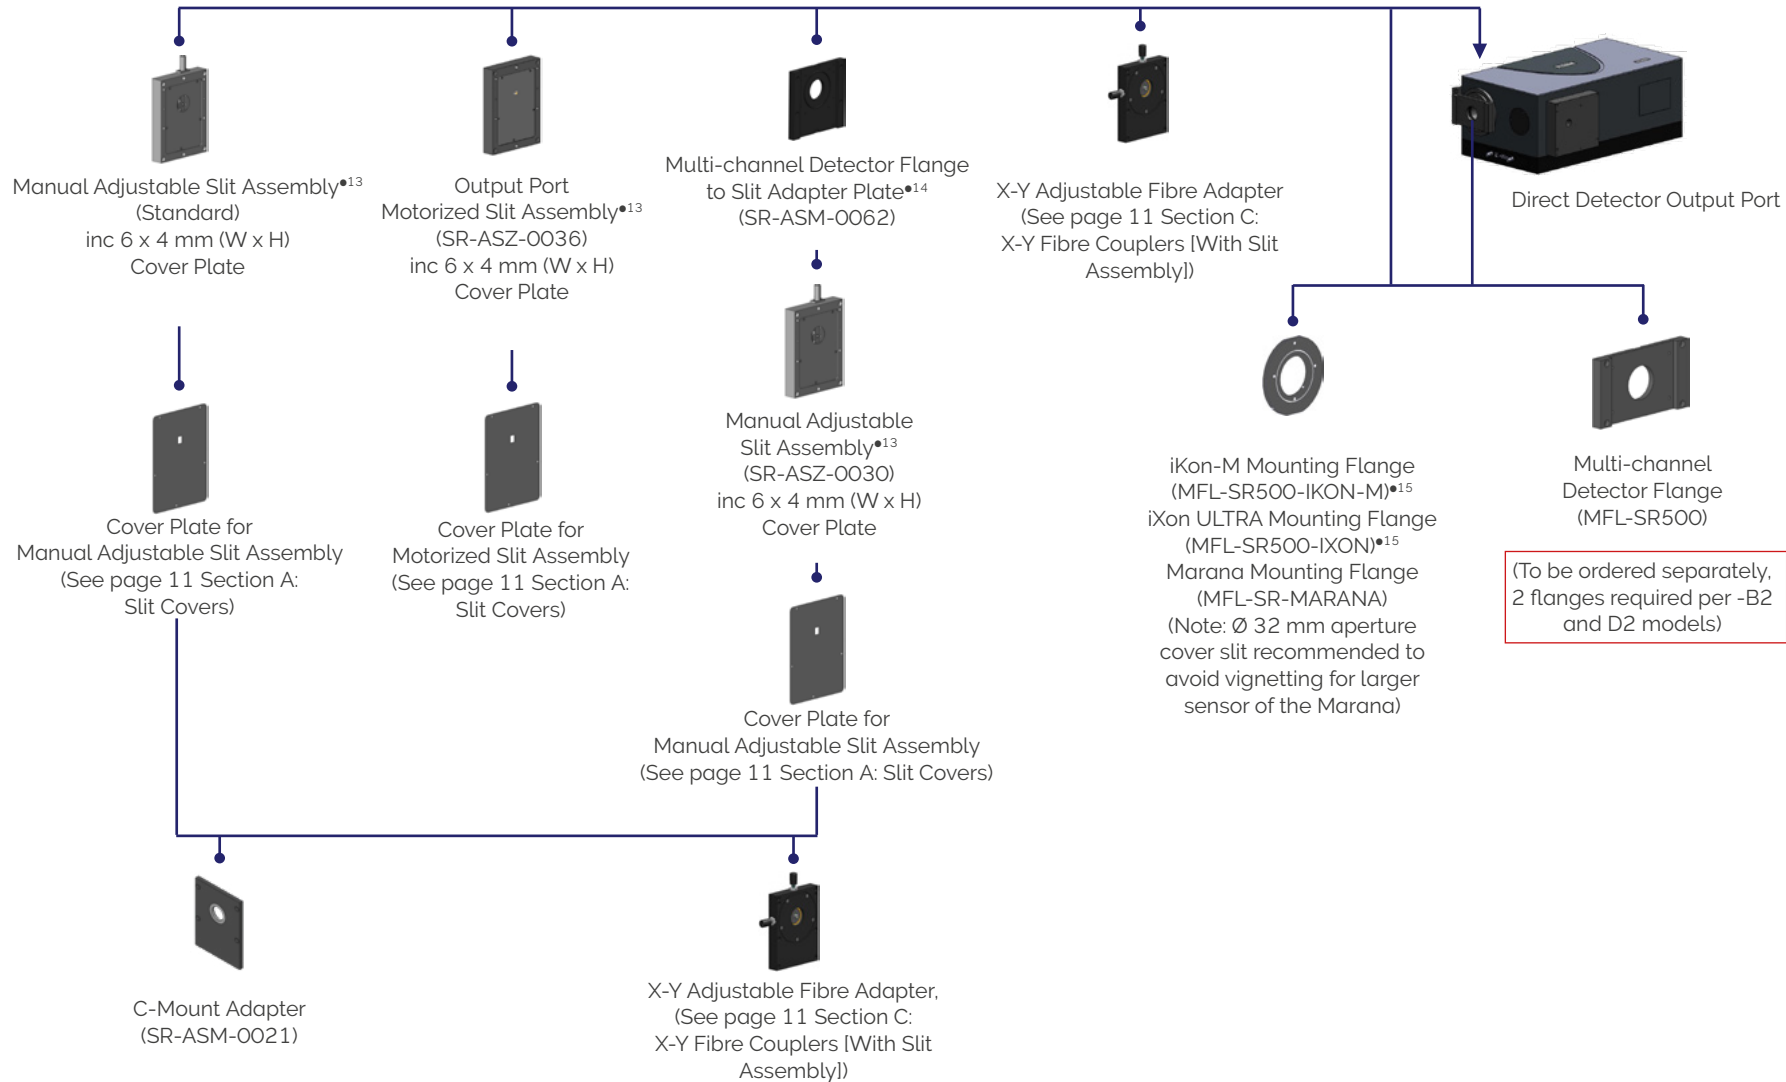 Manual Adjustable Slit Assembly●13
(Standard)
inc 6 x 4 mm (W x H)
Cover Plate
Output Port
Motorized Slit Assembly●13
(SR-ASZ-0036)
inc 6 x 4 mm (W x H)
Cover Plate
Multi-channel Detector Flange
to Slit Adapter Plate●14
(SR-ASM-0062)
X-Y Adjustable Fibre Adapter
(See page 11 Section C:
X-Y Fibre Couplers [With Slit
Assembly])
Direct Detector Output Port
Cover Plate for
Manual Adjustable Slit Assembly
(See page 11 Section A:
Slit Covers)
Cover Plate for
Motorized Slit Assembly
(See page 11 Section A:
Slit Covers)
Manual Adjustable
Slit Assembly●13
(SR-ASZ-0030)
inc 6 x 4 mm (W x H)
Cover Plate
iKon-M Mounting Flange
(MFL-SR500-IKON-M)●15
iXon ULTRA Mounting Flange
(MFL-SR500-IXON)●15
Marana Mounting Flange
(MFL-SR-MARANA)
(Note: Ø 32 mm aperture
cover slit recommended to
avoid vignetting for larger
sensor of the Marana)
Multi-channel
Detector Flange
(MFL-SR500)
(To be ordered separately,
2 flanges required per -B2
and D2 models)
Cover Plate for
Manual Adjustable Slit Assembly
(See page 11 Section A: Slit Covers)
C-Mount Adapter
(SR-ASM-0021)
X-Y Adjustable Fibre Adapter,
(See page 11 Section C:
X-Y Fibre Couplers [With Slit
Assembly])